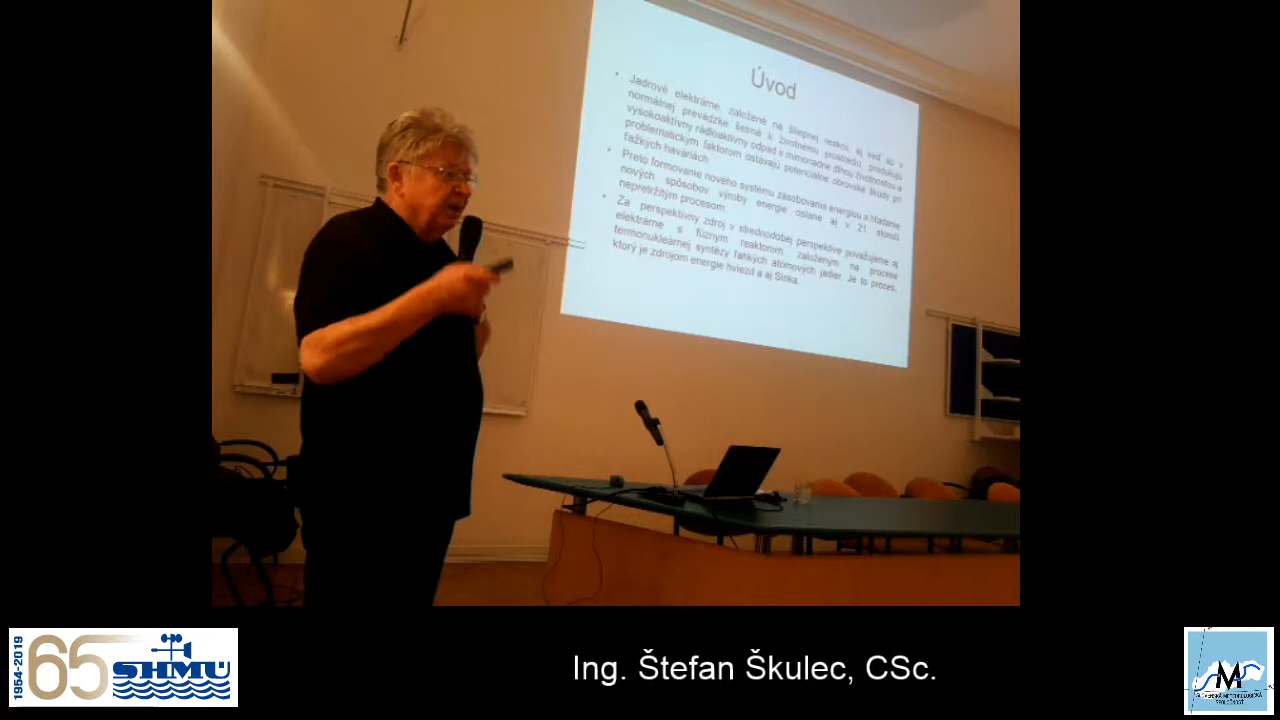 Úvod
• Jadrové elektrárne, založené na štiepnej reakcii, aj keď sú v
normálnej prevádzke šetrné k životnému prostrediu, produkujú
vysokoaktívny rádioaktívny odpad s mimoriadne dlhou životnosťou a
problematickým faktorom ostávajú potenciálne obrovské škody pri
ťažkých haváriách
• Preto formovanie nového systému zásobovania energiou a hľadanie
nových spôsobov výroby energie ostane aj v 21. storočí
nepretržitým procesom.
• Za perspektívny zdroj v strednodobej perspektíve považujeme aj
elektrárne s fúznym reaktorom, založeným na procese
termonukleárnej syntézy ľahkých atómových jadier. Je to proces,
ktorý je zdrojom energie hviezd a aj Slnka.
1954-2019
65
SHMÚ
Ing. Štefan Škulec, CSc.
M
SLOVENSKÁ METEOROLOGICKÁ
SPOLOČNOSŤ